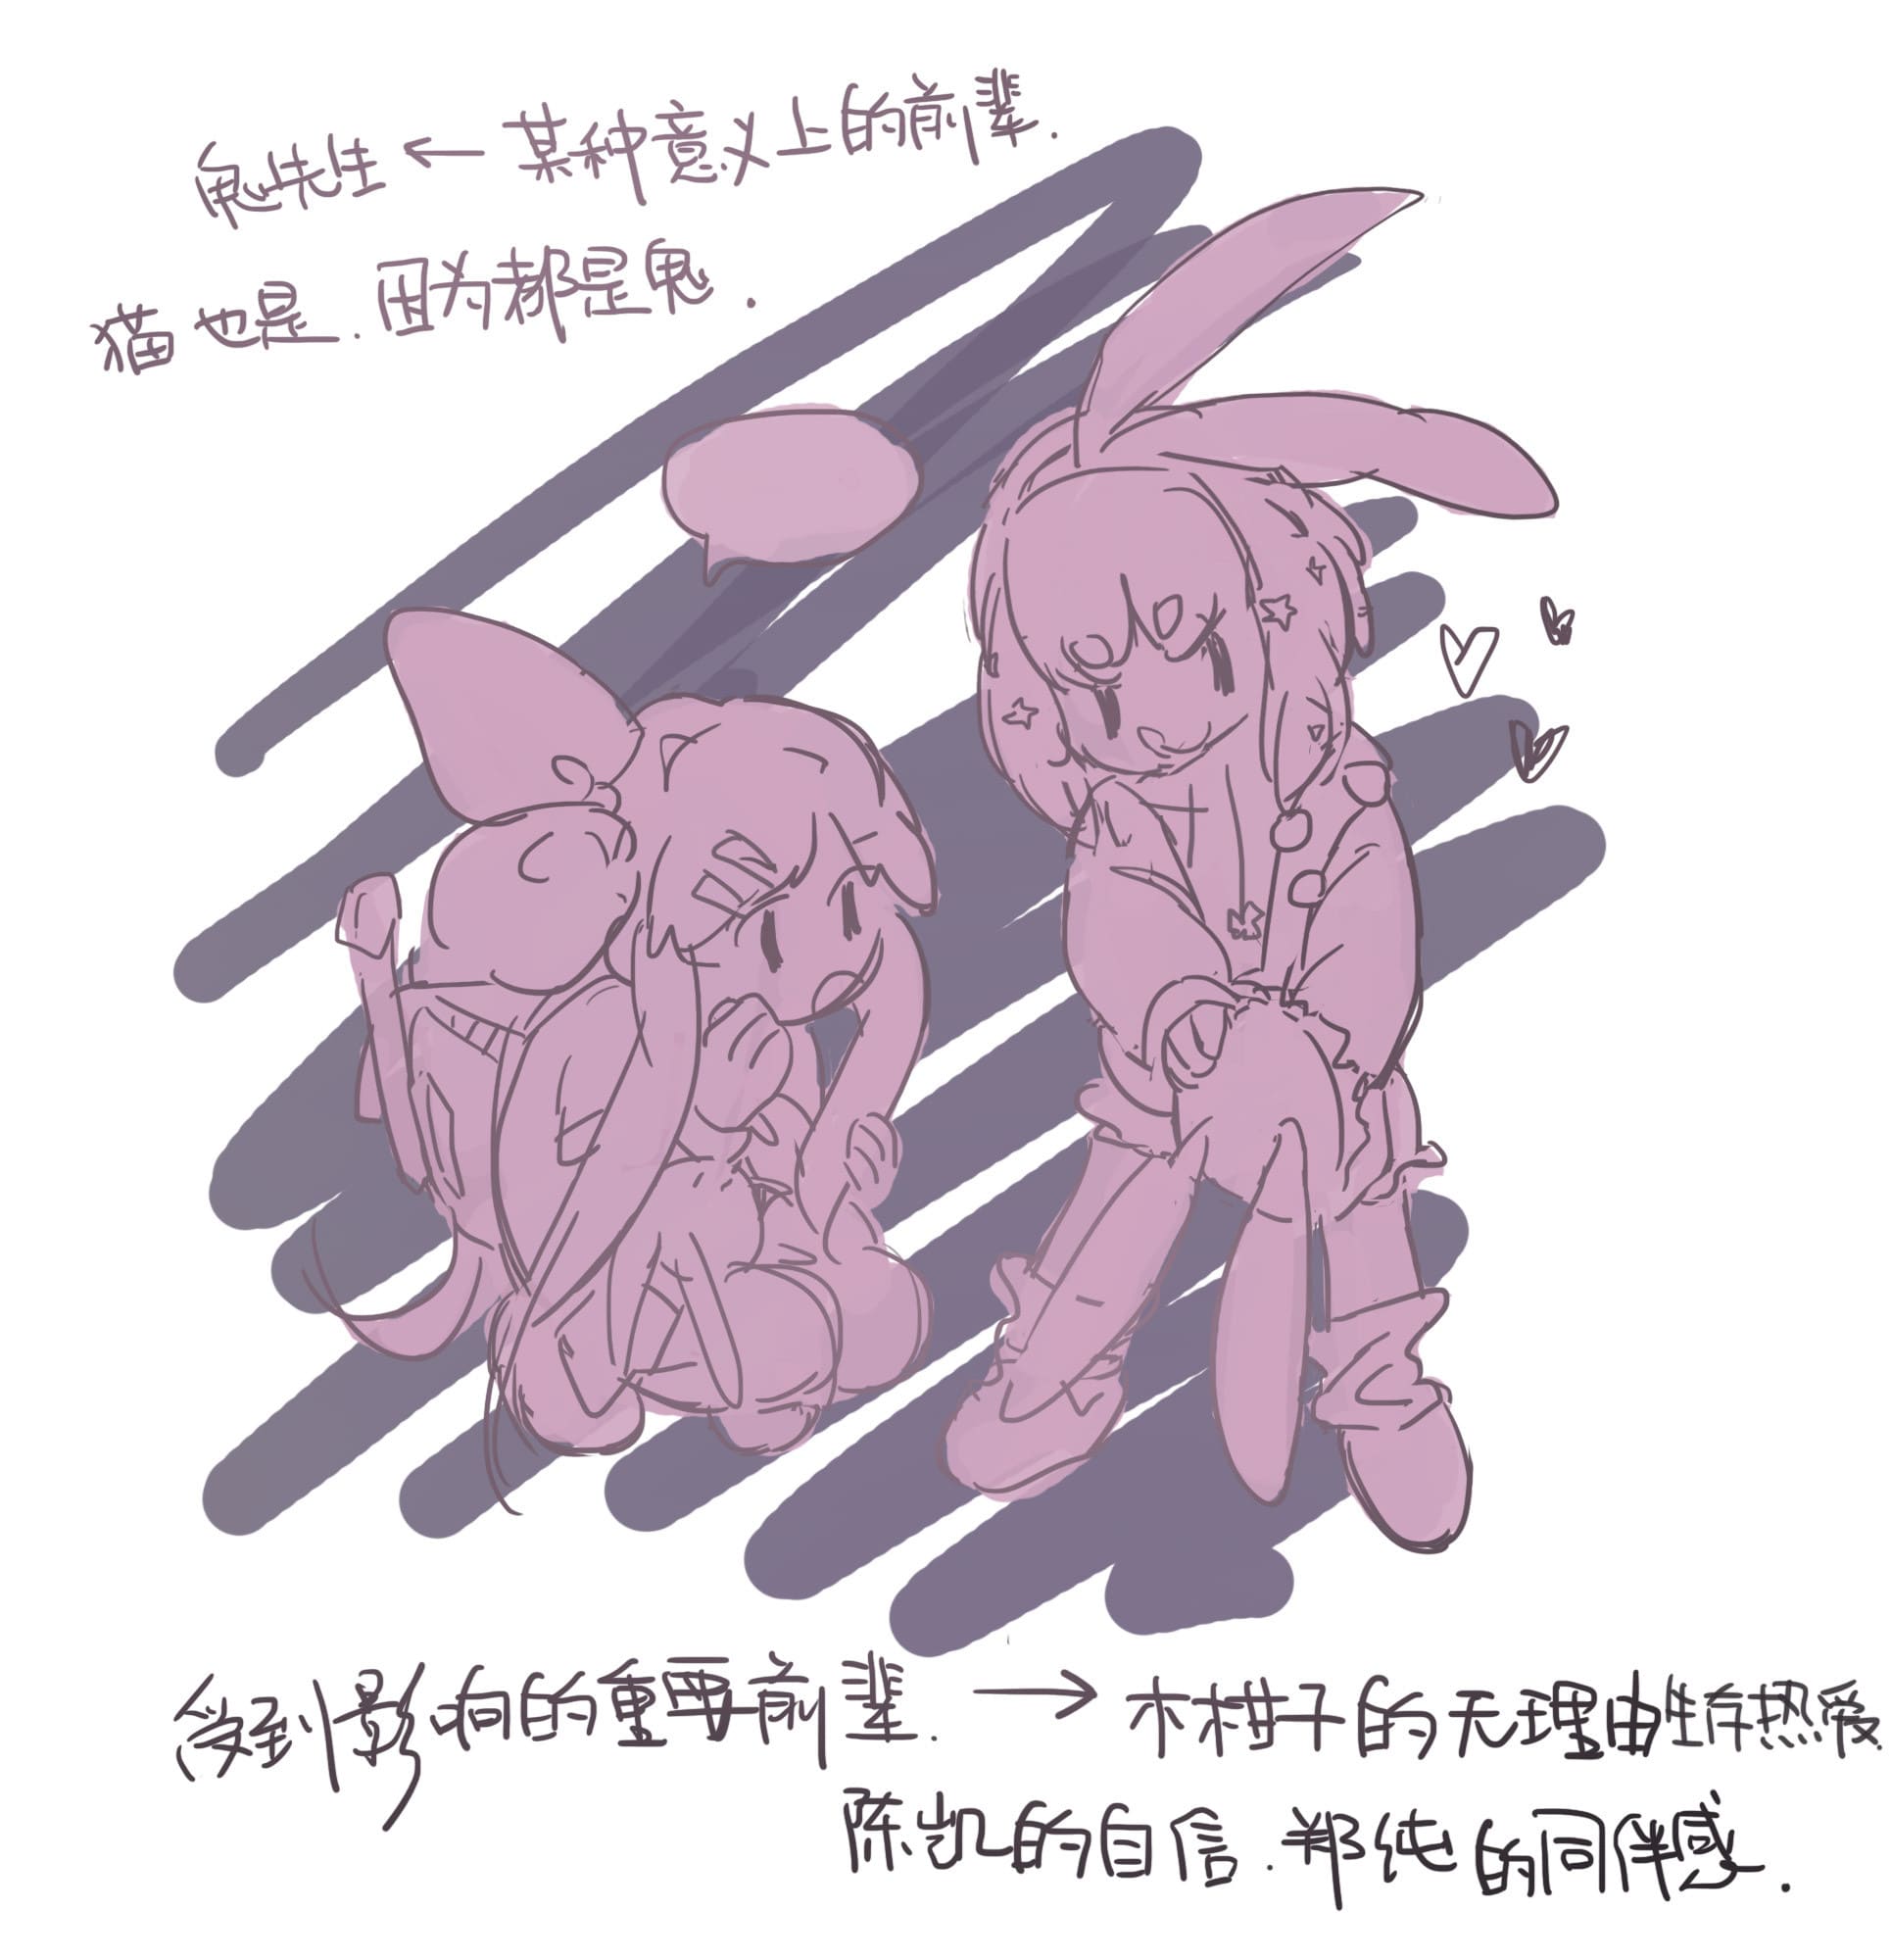 鬼先生←某种意义上的前辈.
猫也是.因为都是鬼.
受到影响的重要前辈.→木柑子的无理由生存热爱.
陈凯的自信.郑纯的同伴感.